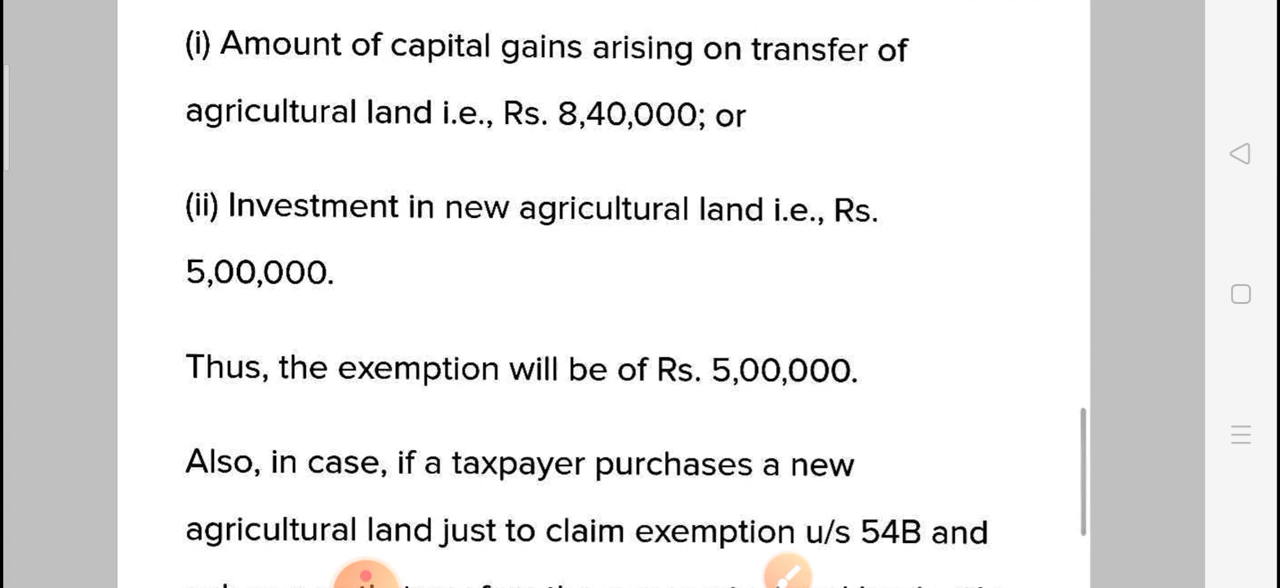 (i) Amount of capital gains arising on transfer of
agricultural land i.e., Rs. 8,40,000; or
(ii) Investment in new agricultural land i.e., Rs.
5,00,000.
Thus, the exemption will be of Rs. 5,00,000.
Also, in case, if a taxpayer purchases a new
agricultural land just to claim exemption u/s 54B and